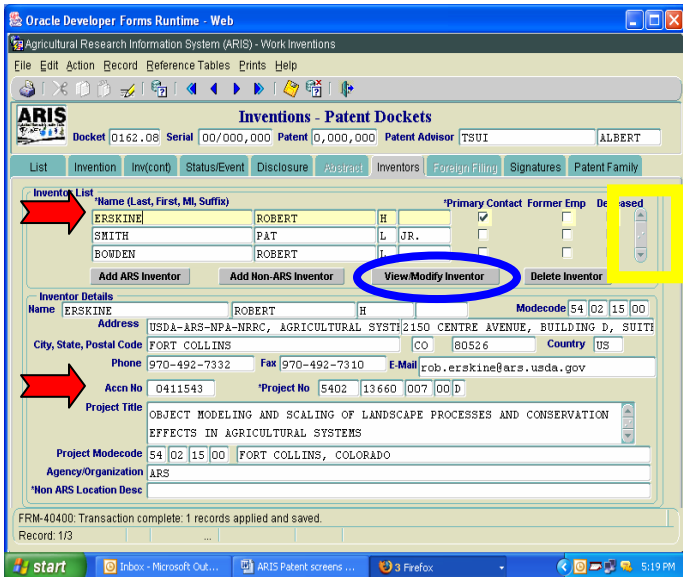 Oracle Developer Forms Runtime - Web
Agricultural Research Information System (ARIS) - Work Inventions
File Edit Action Record Reference Tables Prints Help
ARIS
Inventions - Patent Dockets
Docket 0162.08 Serial 00/000,000 Patent 0,000,000 Patent Advisor TSUI ALBERT
List Invention Inv(cont) Status/Event Disclosure Abstract Inventors Foreign Filing Signatures Patent Family
Inventor List
*Name (Last, First, MI, Suffix) *Primary Contact Former Emp Deceased
ERSKINE ROBERT H
SMITH PAT L JR.
BOWDEN ROBERT L
Add ARS Inventor Add Non-ARS Inventor View/Modify Inventor Delete Inventor
Inventor Details
Name ERSKINE ROBERT H Modecode 54 02 15 00
Address USDA-ARS-NPA-NRRC, AGRICULTURAL SYSTE 2150 CENTRE AVENUE, BUILDING D, SUITE
City, State, Postal Code FORT COLLINS CO 80526 Country US
Phone 970-492-7332 Fax 970-492-7310 E-Mail rob.erskine@ars.usda.gov
Accn No 0411543 *Project No 5402 13660 007 00 D
Project Title OBJECT MODELING AND SCALING OF LANDSCAPE PROCESSES AND CONSERVATION
EFFECTS IN AGRICULTURAL SYSTEMS
Project Modecode 54 02 15 00 FORT COLLINS, COLORADO
Agency/Organization ARS
*Non ARS Location Desc
FRM-40400: Transaction complete: 1 records applied and saved.
Record: 1/3 ...
start Inbox - Microsoft Out... ARIS Patent screens ... 3 Firefox 5:19 PM